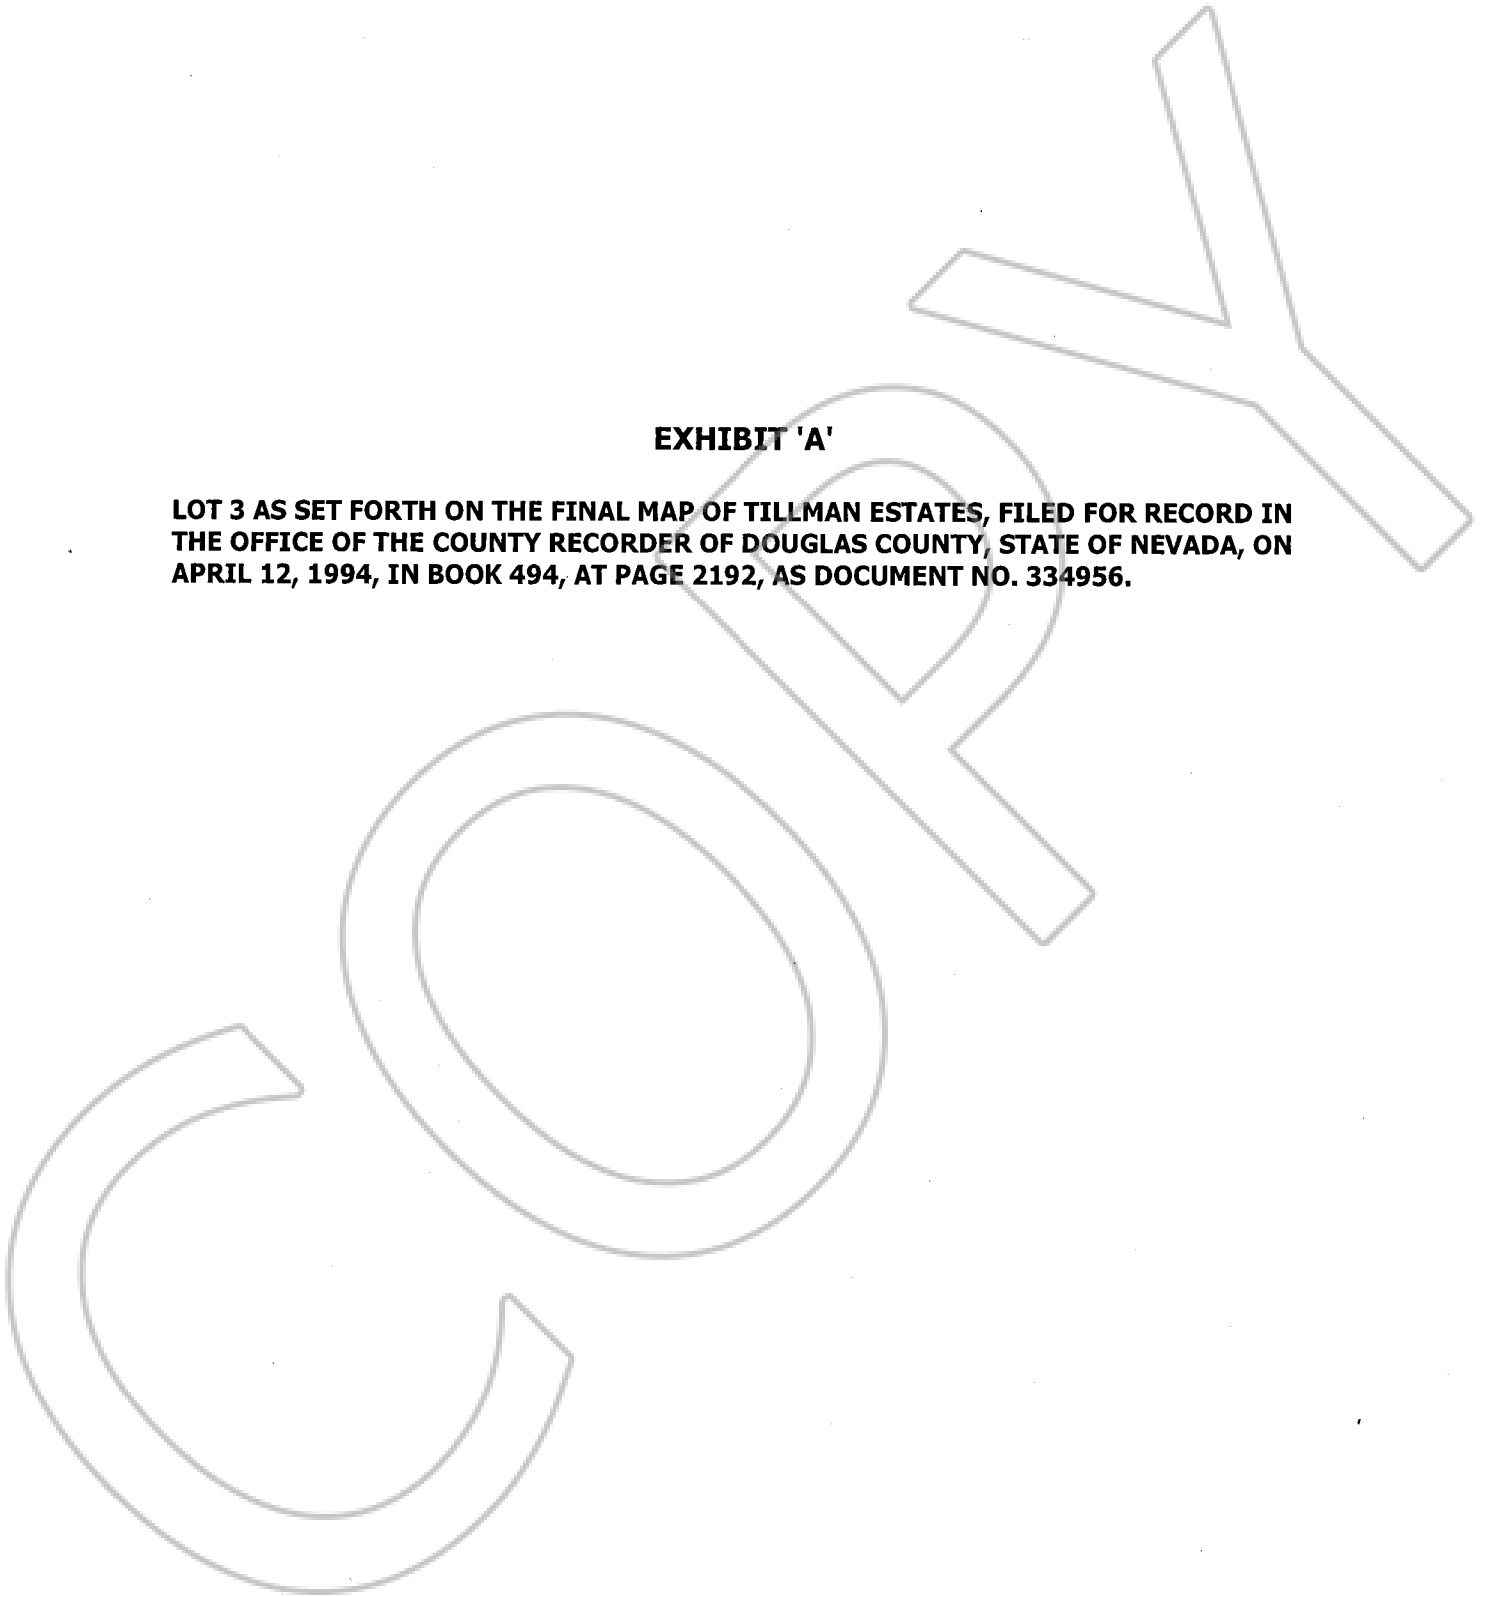 EXHIBIT 'A'
LOT 3 AS SET FORTH ON THE FINAL MAP OF TILLMAN ESTATES, FILED FOR RECORD IN
THE OFFICE OF THE COUNTY RECORDER OF DOUGLAS COUNTY, STATE OF NEVADA, ON
APRIL 12, 1994, IN BOOK 494, AT PAGE 2192, AS DOCUMENT NO. 334956.
COPY